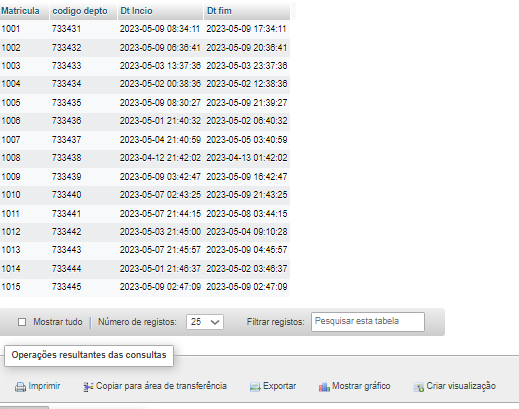 Matricula codigo depto Dt Incio Dt fim
1001 733431 2023-05-09 08:34:11 2023-05-09 17:34:11
1002 733432 2023-05-09 06:36:41 2023-05-09 20:36:41
1003 733433 2023-05-03 13:37:36 2023-05-03 23:37:36
1004 733434 2023-05-02 00:38:36 2023-05-02 12:38:36
1005 733435 2023-05-09 08:30:27 2023-05-09 21:39:27
1006 733436 2023-05-01 21:40:32 2023-05-02 06:40:32
1007 733437 2023-05-04 21:40:59 2023-05-05 03:40:59
1008 733438 2023-04-12 21:42:02 2023-04-13 01:42:02
1009 733439 2023-05-09 03:42:47 2023-05-09 16:42:47
1010 733440 2023-05-07 02:43:25 2023-05-09 21:43:25
1011 733441 2023-05-07 21:44:15 2023-05-08 03:44:15
1012 733442 2023-05-03 21:45:00 2023-05-04 09:10:28
1013 733443 2023-05-07 21:45:57 2023-05-09 04:45:57
1014 733444 2023-05-01 21:46:37 2023-05-02 03:46:37
1015 733445 2023-05-09 02:47:09 2023-05-09 02:47:09
Mostrar tudo Número de registos: 25 Filtrar registos: Pesquisar esta tabela
Operações resultantes das consultas
Imprimir Copiar para área de transferência Exportar Mostrar gráfico Criar visualização